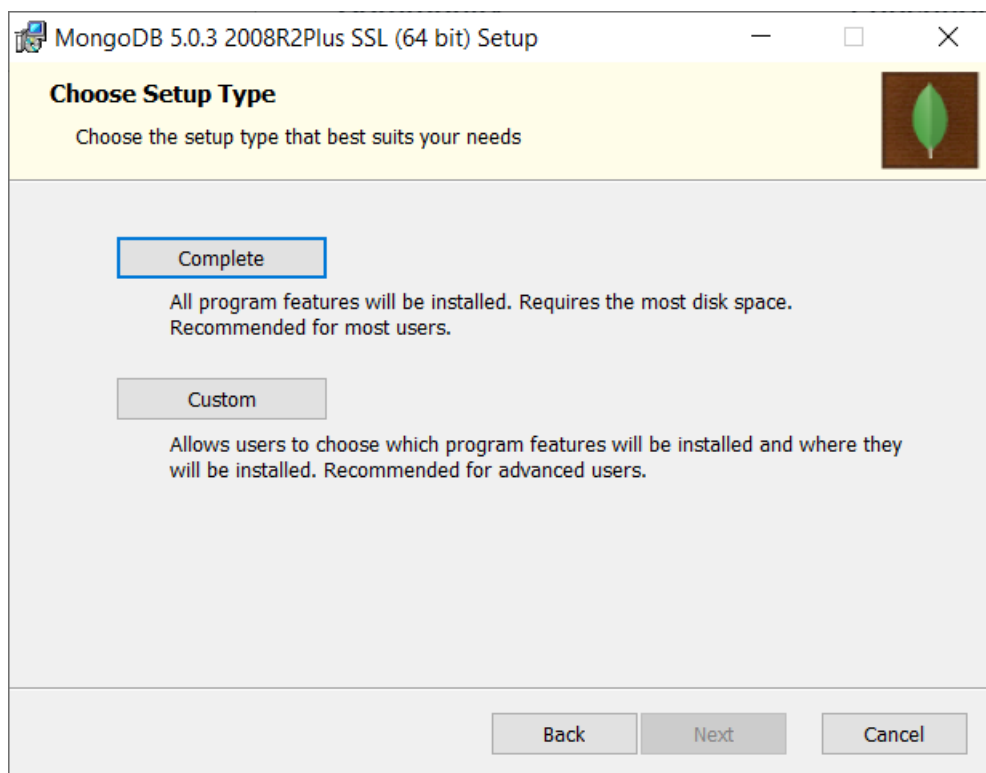 MongoDB 5.0.3 2008R2Plus SSL (64 bit) Setup
Choose Setup Type
Choose the setup type that best suits your needs
Complete
All program features will be installed. Requires the most disk space.
Recommended for most users.
Custom
Allows users to choose which program features will be installed and where they
will be installed. Recommended for advanced users.
Back
Next
Cancel